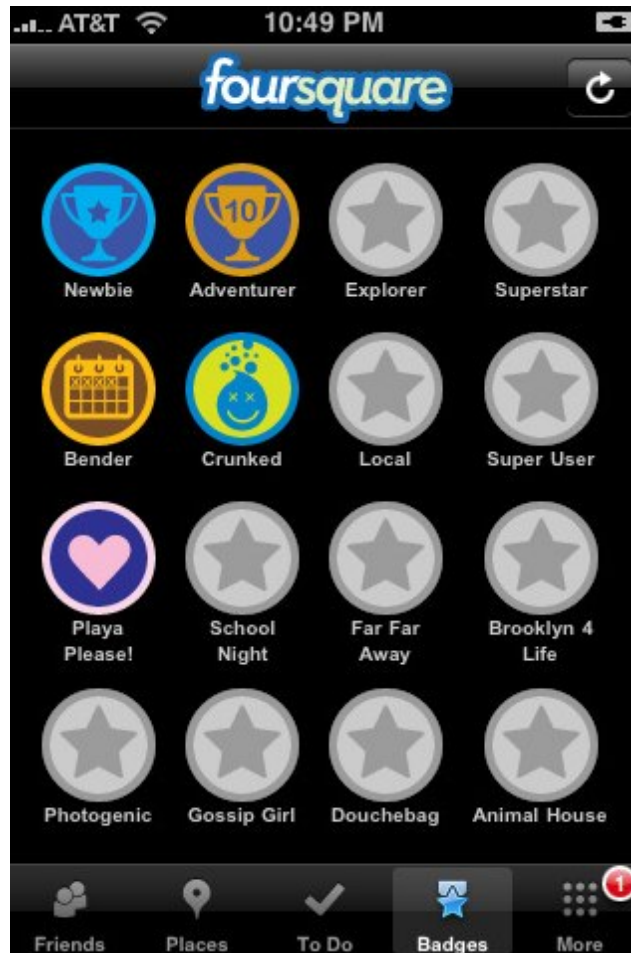 AT&T 10:49 PM
foursquare
10
Newbie Adventurer Explorer Superstar
Bender Crunked Local Super User
Playa School Far Far Brooklyn 4
Please! Night Away Life
Photogenic Gossip Girl Douchebag Animal House
1
Friends Places To Do Badges More